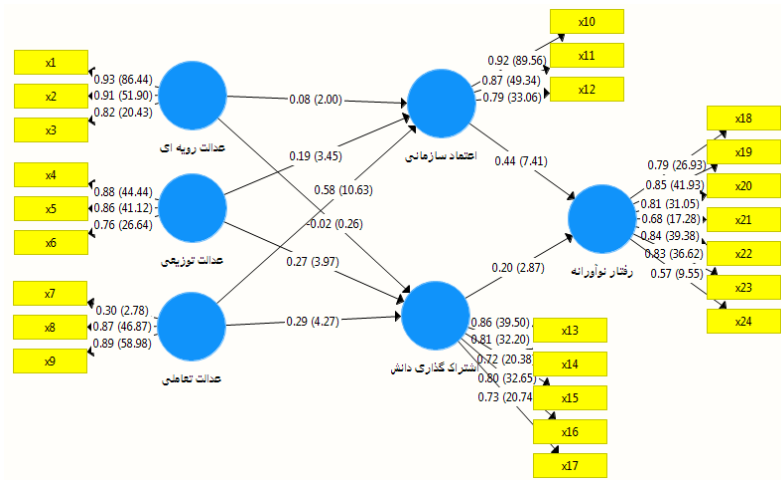 x1
x2
x3
0.93 (86.44)
0.91 (51.90)
0.82 (20.43)
عدالت رویه ای
x4
x5
x6
0.88 (44.44)
0.86 (41.12)
0.76 (26.64)
عدالت توزیعی
x7
x8
x9
0.30 (2.78)
0.87 (46.87)
0.89 (58.98)
عدالت تعاملی
0.08 (2.00)
0.19 (3.45)
0.58 (10.63)
-0.02 (0.26)
0.27 (3.97)
0.29 (4.27)
x10
x11
x12
0.92 (89.56)
0.87 (49.34)
0.79 (33.06)
اعتماد سازمانی
0.44 (7.41)
0.20 (2.87)
اشتراک گذاری دانش
0.86 (39.50)
0.81 (32.20)
0.72 (20.38)
0.80 (32.65)
0.73 (20.74)
x13
x14
x15
x16
x17
رفتار نوآورانه
0.79 (26.93)
0.85 (41.93)
0.81 (31.05)
0.68 (17.28)
0.84 (39.38)
0.83 (36.62)
0.57 (9.55)
x18
x19
x20
x21
x22
x23
x24